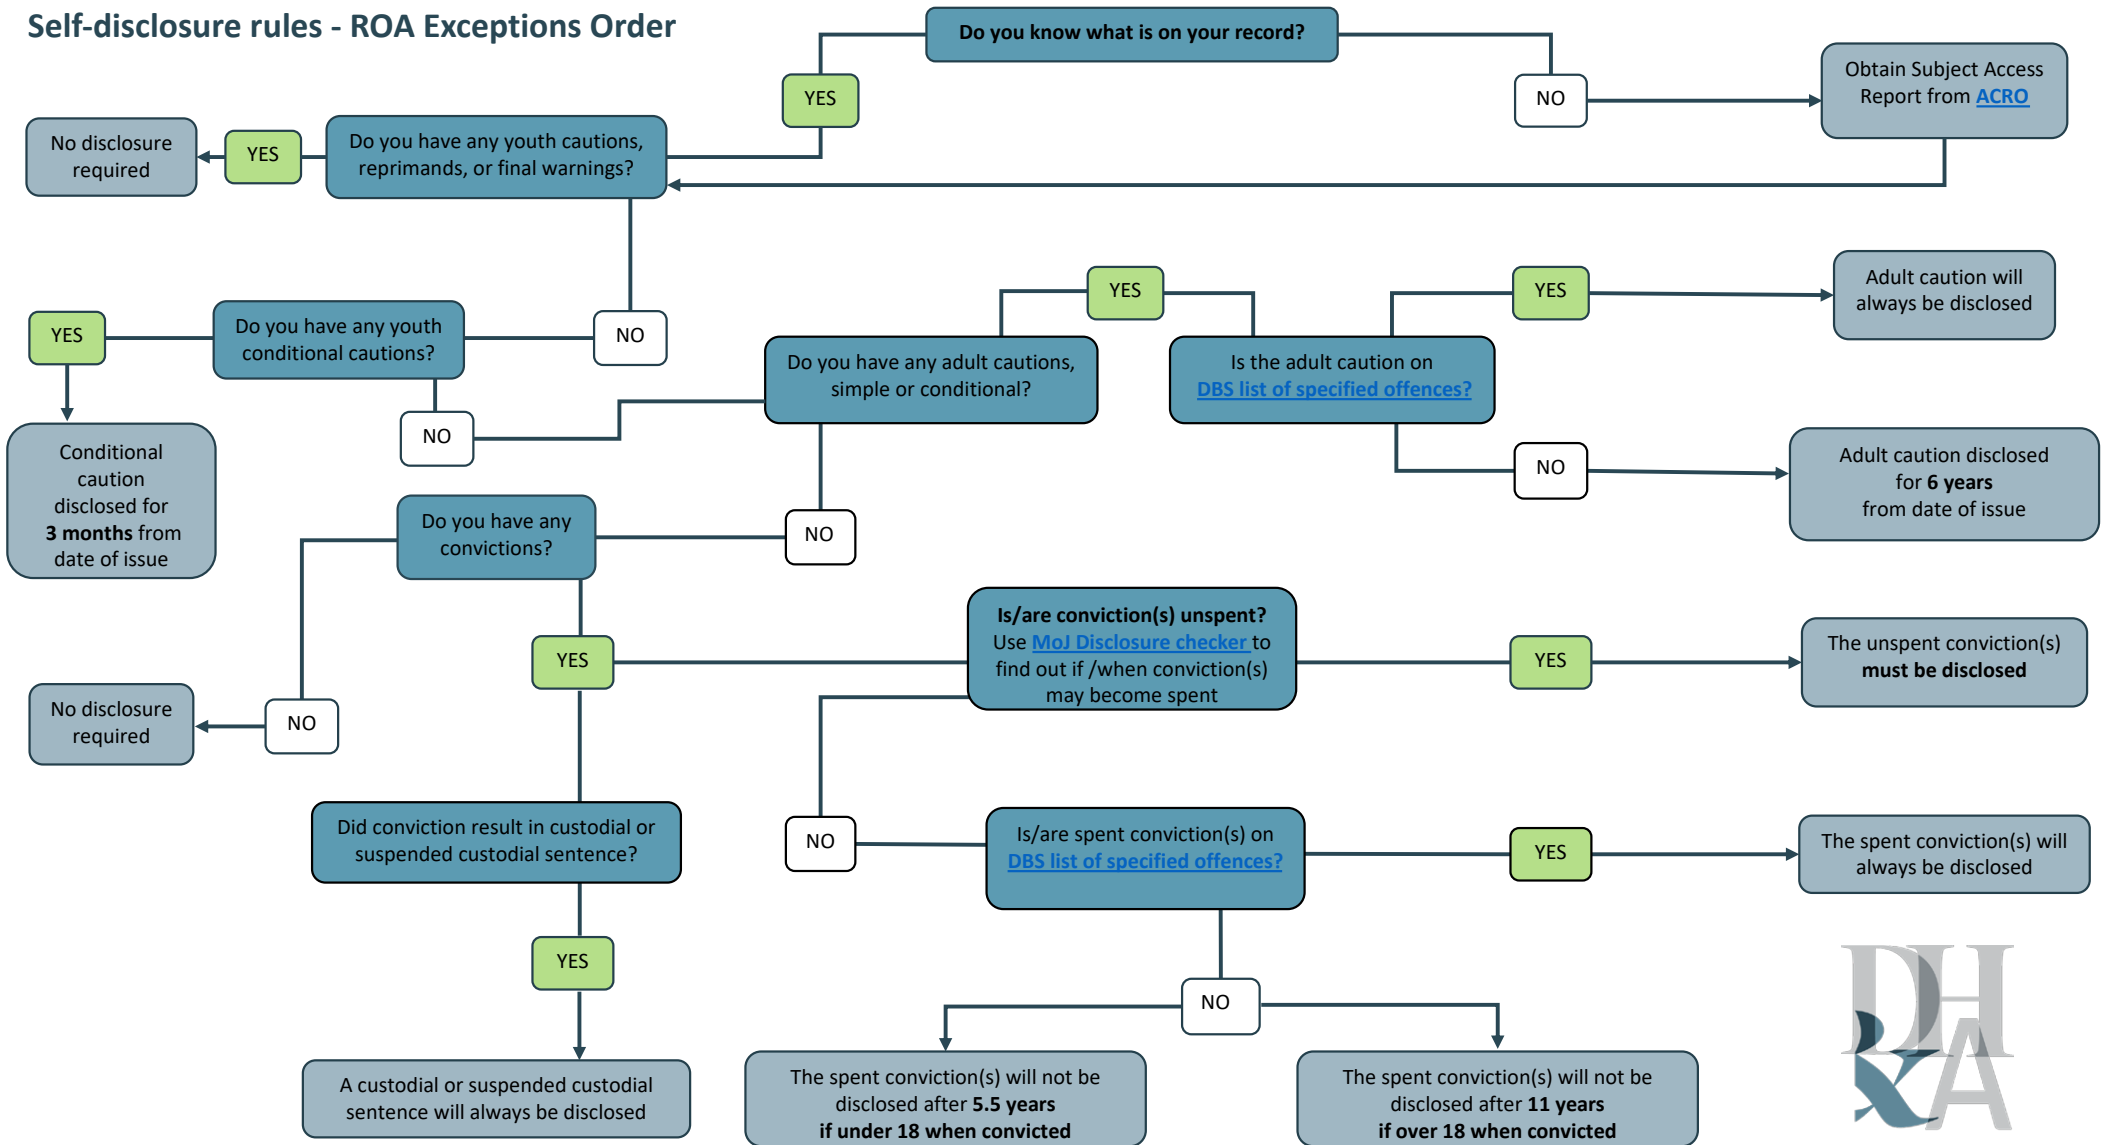 Self-disclosure rules - ROA Exceptions Order
Do you know what is on your record?
YES
NO
Obtain Subject Access
Report from ACRO
Do you have any youth cautions,
reprimands, or final warnings?
YES
No disclosure
required
NO
Do you have any youth
conditional cautions?
YES
Conditional
caution
disclosed for
3 months from
date of issue
NO
Do you have any adult cautions,
simple or conditional?
YES
Is the adult caution on
DBS list of specified offences?
YES
Adult caution will
always be disclosed
NO
Adult caution disclosed
for 6 years
from date of issue
NO
Do you have any
convictions?
NO
No disclosure
required
YES
Is/are conviction(s) unspent?
Use MoJ Disclosure checker to
find out if /when conviction(s)
may become spent
YES
The unspent conviction(s)
must be disclosed
NO
Is/are spent conviction(s) on
DBS list of specified offences?
YES
The spent conviction(s) will
always be disclosed
Did conviction result in custodial or
suspended custodial sentence?
YES
A custodial or suspended custodial
sentence will always be disclosed
NO
The spent conviction(s) will not be
disclosed after 5.5 years
if under 18 when convicted
The spent conviction(s) will not be
disclosed after 11 years
if over 18 when convicted
DH
RA